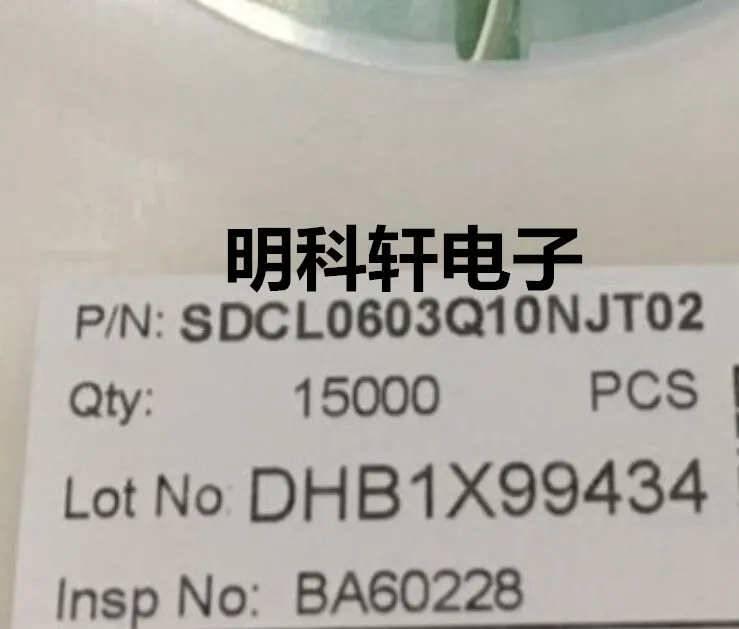 明科轩电子
P/N: SDCL0603Q10NJT02
Qty: 15000 PCS
Lot No: DHB1X99434
Insp No: BA60228